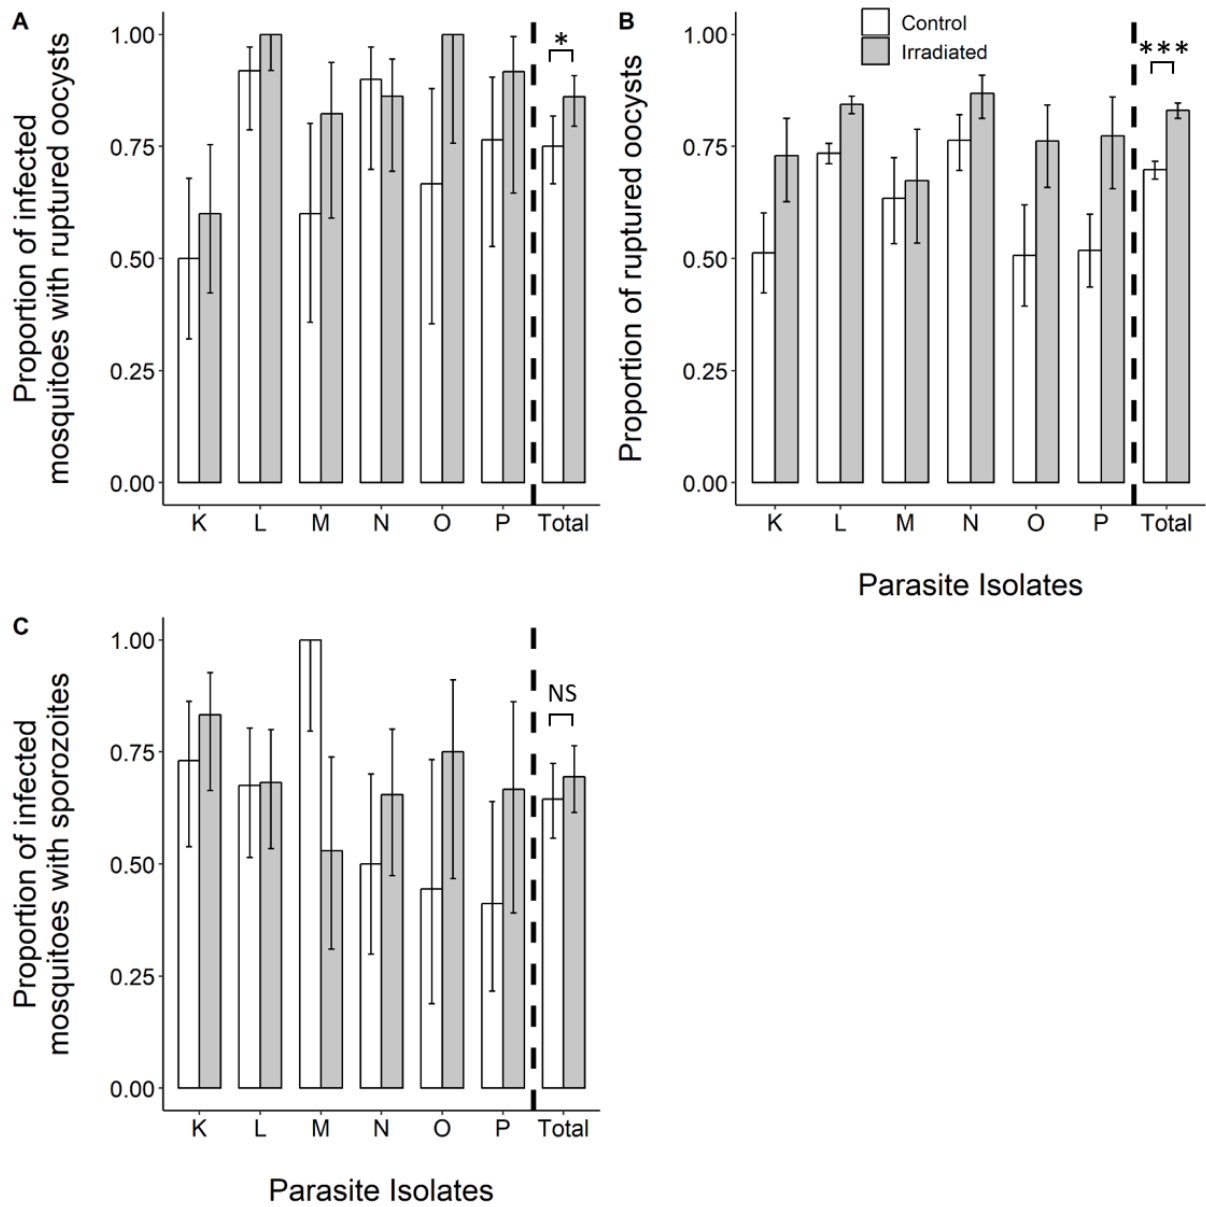 A
Proportion of infected
mosquitoes with ruptured oocysts
1.00
0.75
0.50
0.25
0.00
*
K L M N O P Total
B
Proportion of ruptured oocysts
1.00
0.75
0.50
0.25
0.00
Control
Irradiated
***
K L M N O P Total
Parasite Isolates
C
Proportion of infected
mosquitoes with sporozoites
1.00
0.75
0.50
0.25
0.00
NS
K L M N O P Total
Parasite Isolates